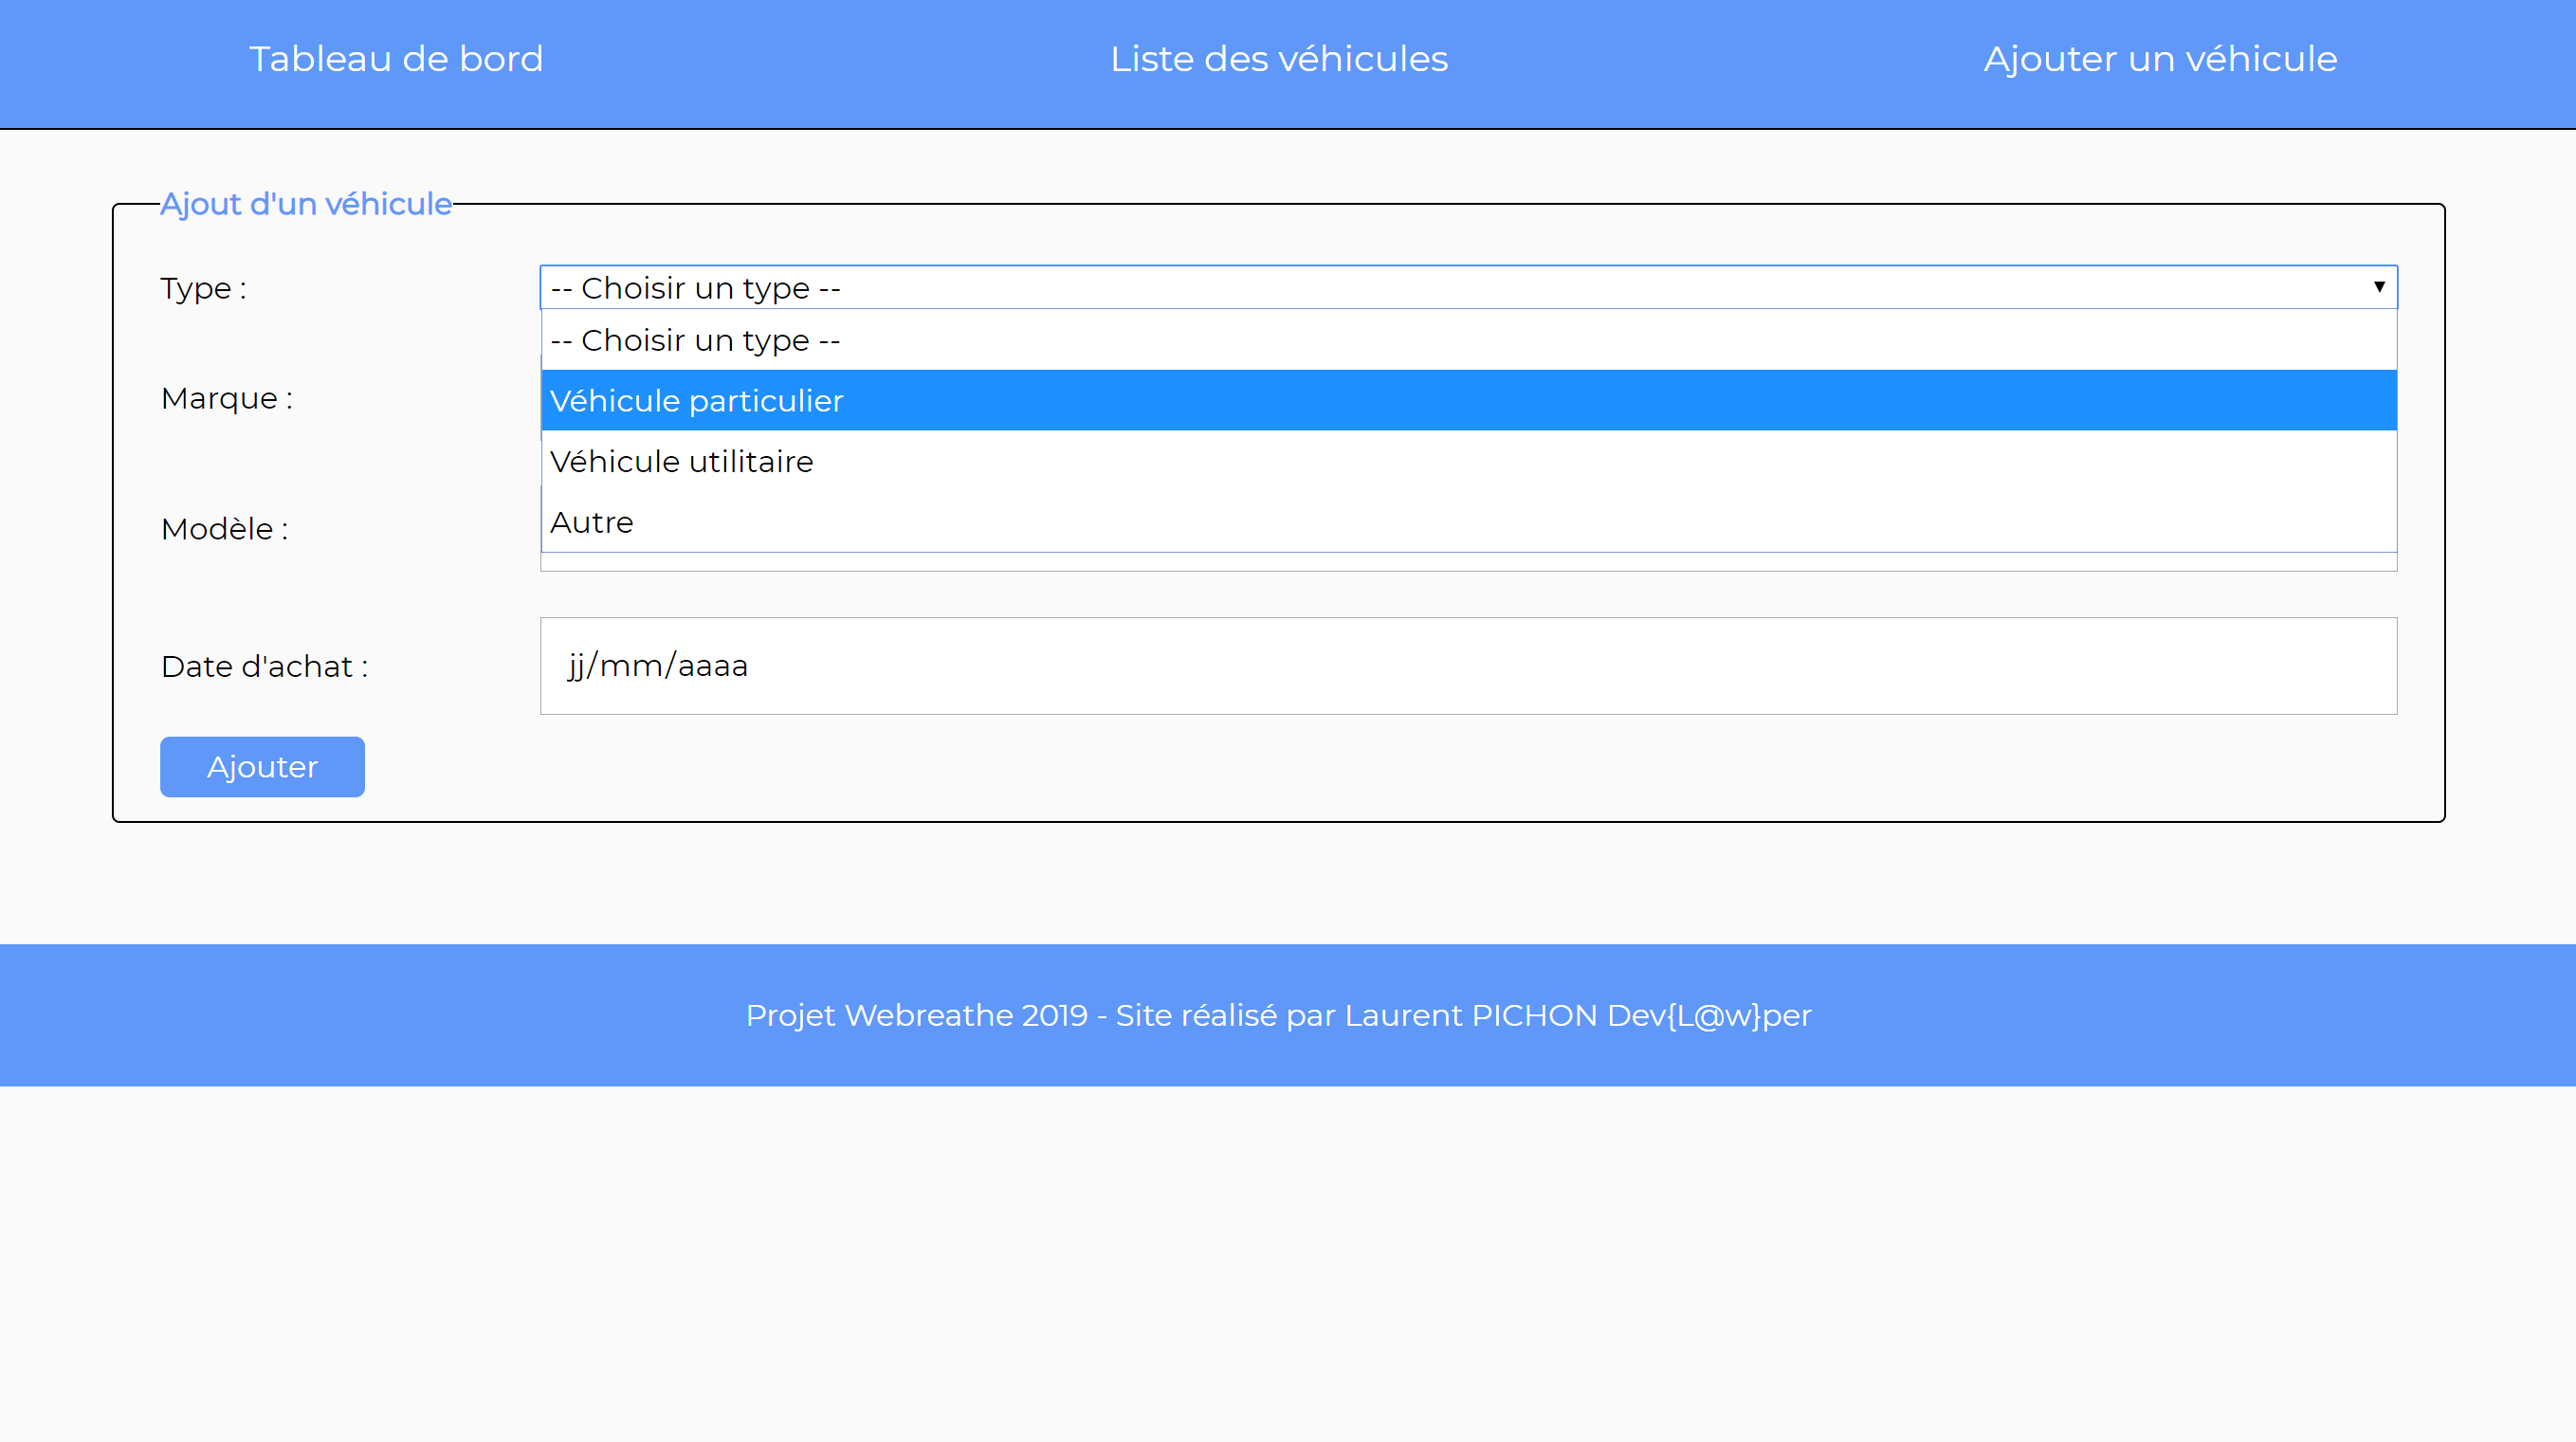 Tableau de bord
Liste des véhicules
Ajouter un véhicule
Ajout d'un véhicule
Type :
-- Choisir un type --
-- Choisir un type --
Véhicule particulier
Véhicule utilitaire
Autre
Marque :
Modèle :
Date d'achat :
jj/mm/aaaa
Ajouter
Projet Webreathe 2019 - Site réalisé par Laurent PICHON Dev{L@w}per